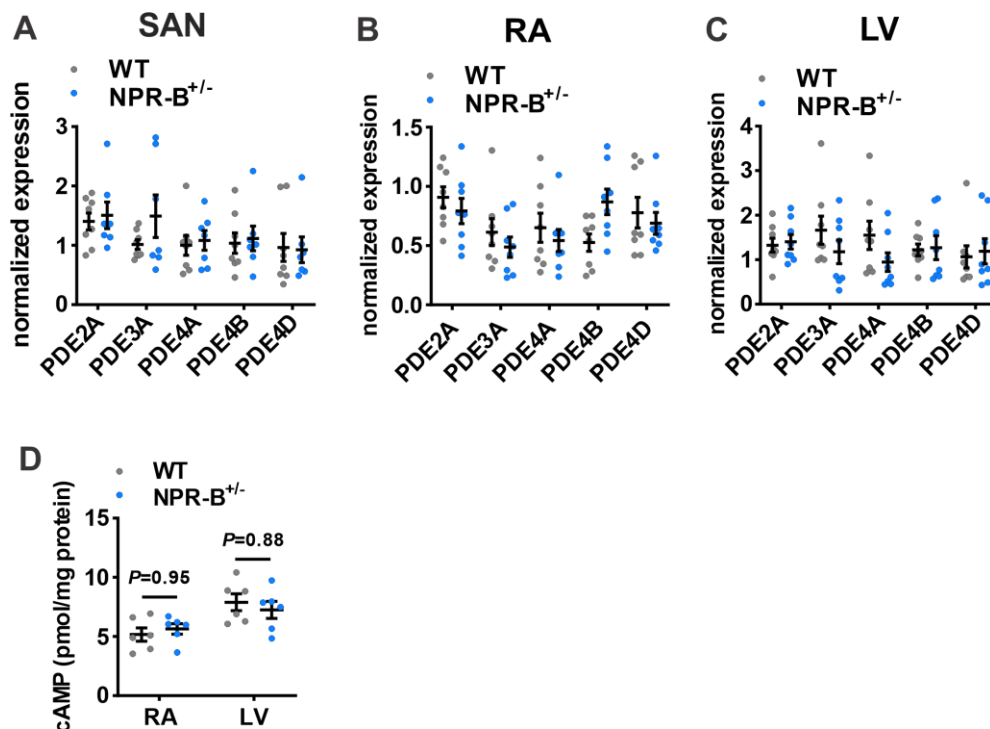 A SAN
WT
NPR-B+/-
normalized expression
3
2
1
0
PDE2A
PDE3A
PDE4A
PDE4B
PDE4D
B RA
WT
NPR-B+/-
normalized expression
1.5
1.0
0.5
0.0
PDE2A
PDE3A
PDE4A
PDE4B
PDE4D
C LV
WT
NPR-B+/-
normalized expression
4
3
2
1
0
PDE2A
PDE3A
PDE4A
PDE4B
PDE4D
D
WT
NPR-B+/-
cAMP (pmol/mg protein)
15
10
5
0
P=0.95
P=0.88
RA LV